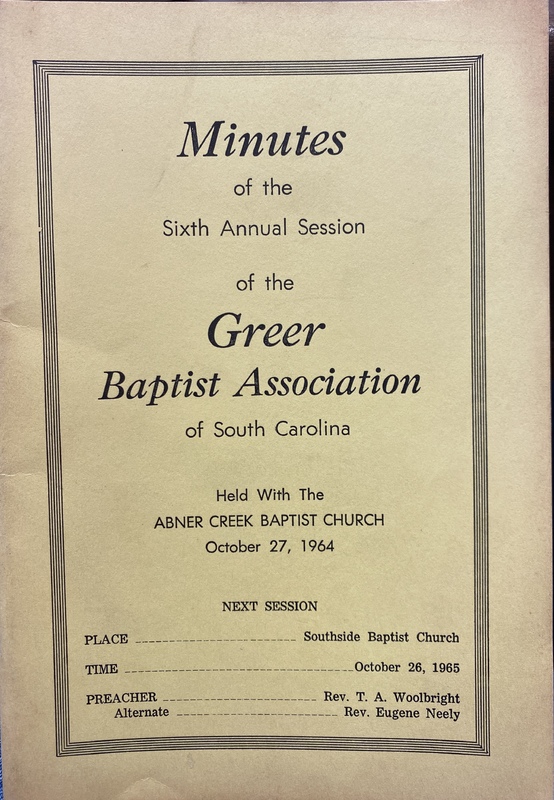 Minutes
of the
Sixth Annual Session
of the
Greer
Baptist Association
of South Carolina
Held With The
ABNER CREEK BAPTIST CHURCH
October 27, 1964
NEXT SESSION
PLACE Southside Baptist Church
TIME October 26, 1965
PREACHER Rev. T. A. Woolbright
Alternate Rev. Eugene Neely